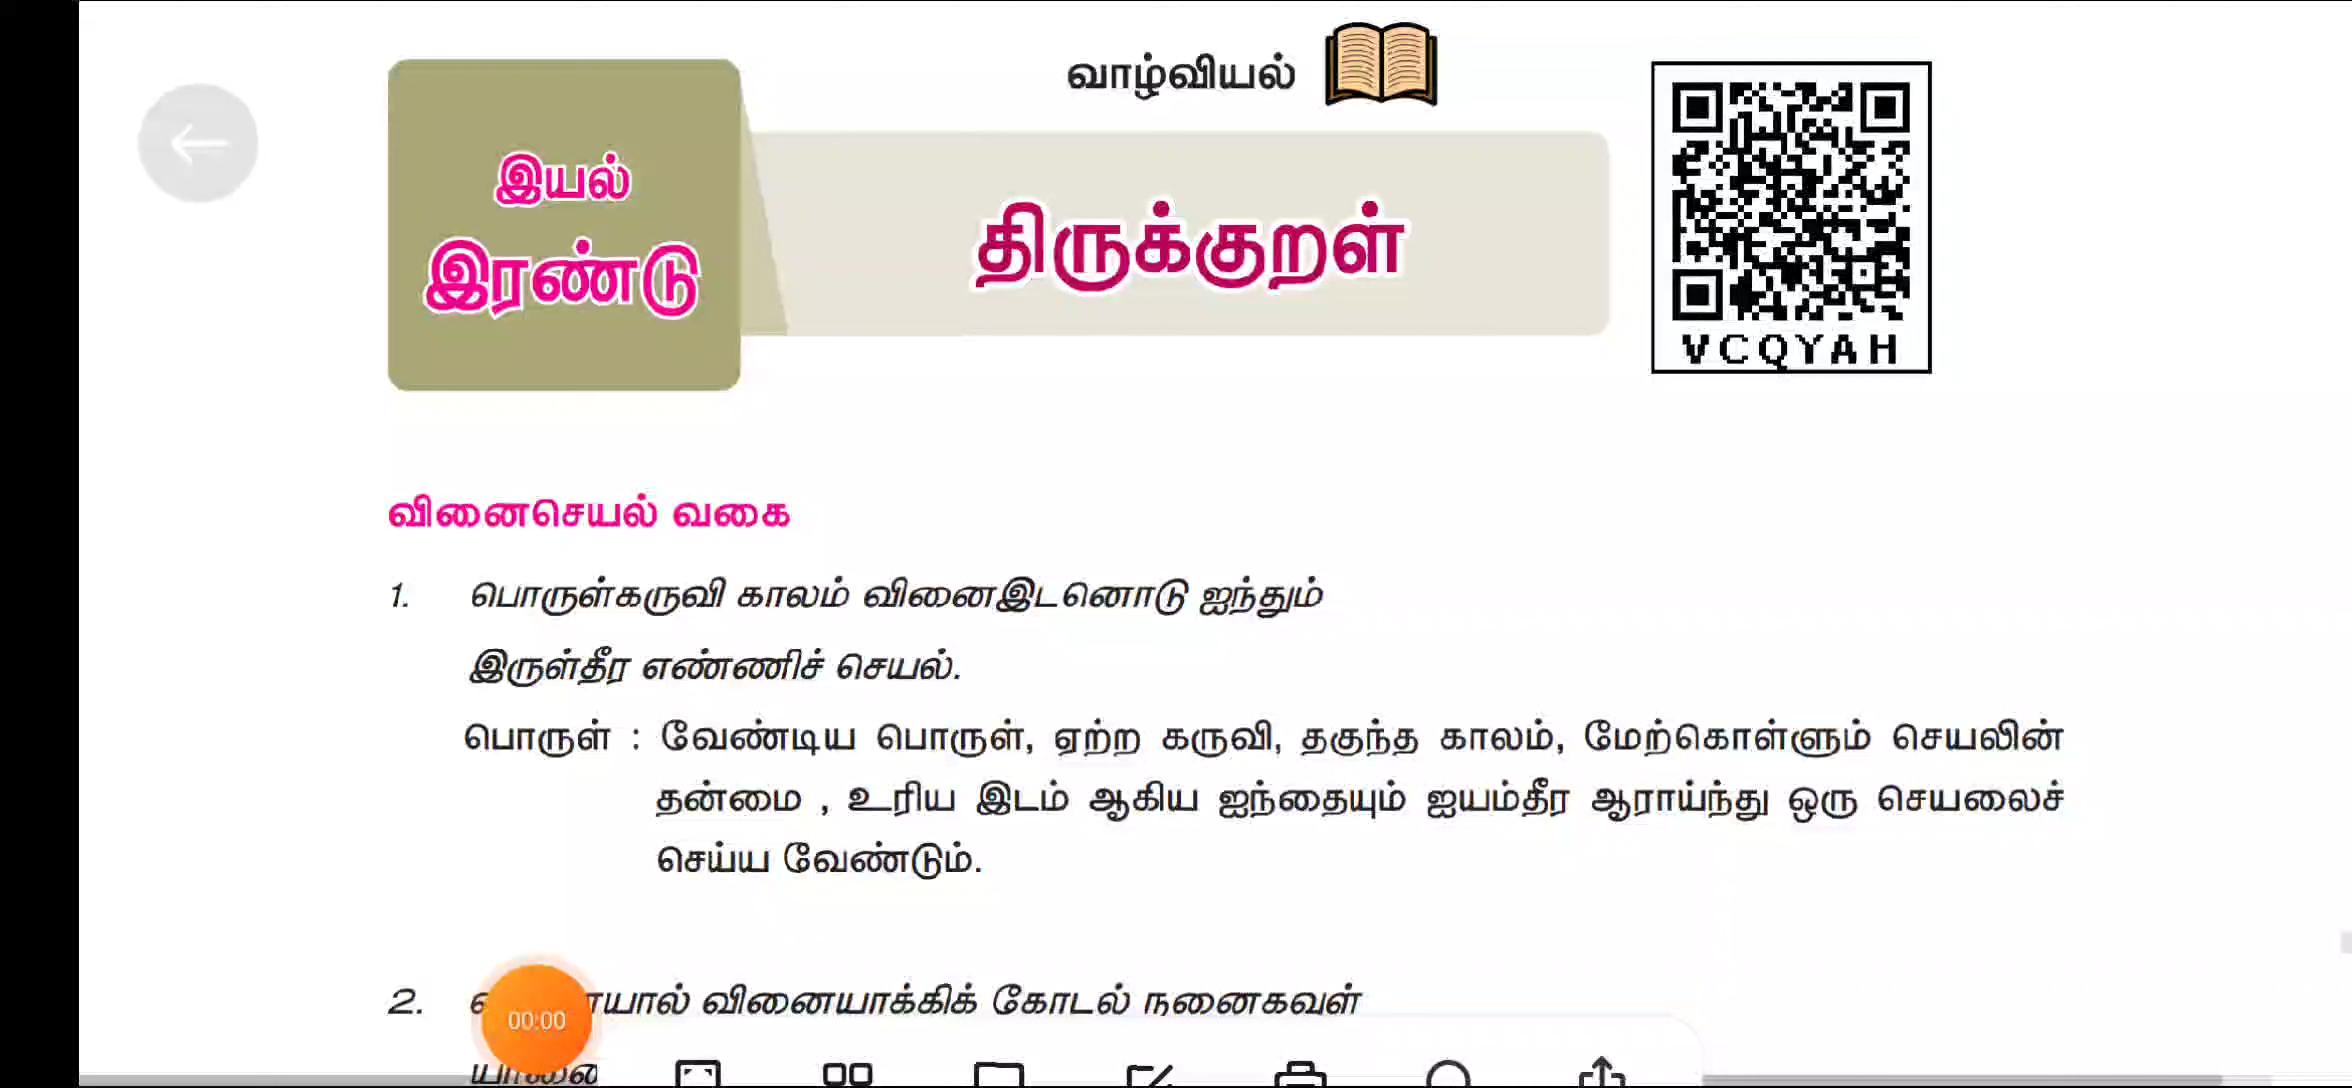 வாழ்வியல்
இயல்
இரண்டு
திருக்குறள்
VCQYAH
வினைசெயல் வகை
1. பொருள்கருவி காலம் வினைஇடனொடு ஐந்தும்
இருள்தீர எண்ணிச் செயல்.
பொருள் : வேண்டிய பொருள், ஏற்ற கருவி, தகுந்த காலம், மேற்கொள்ளும் செயலின்
தன்மை , உரிய இடம் ஆகிய ஐந்தையும் ஐயம்தீர ஆராய்ந்து ஒரு செயலைச்
செய்ய வேண்டும்.
2. வினையாக்கிக் கோடல் நனைகவுள்
00:00